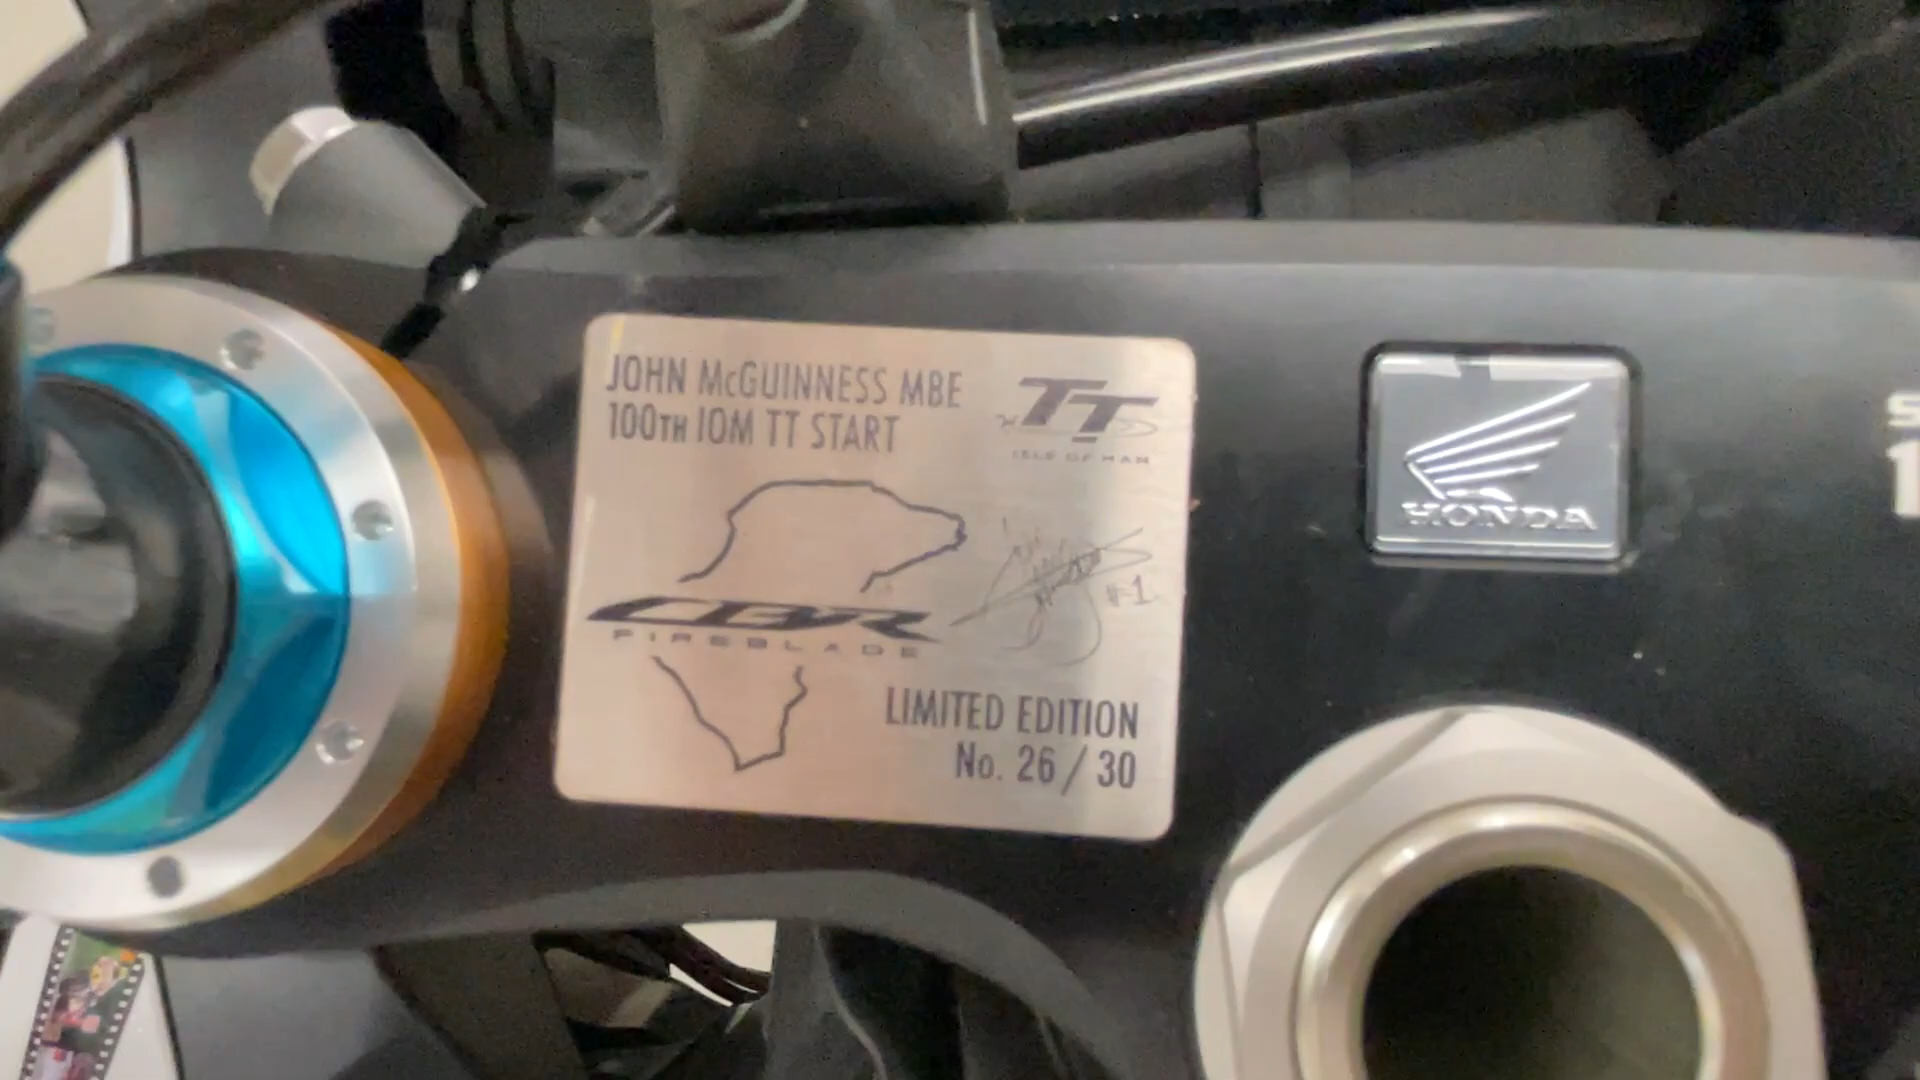 JOHN McGUINNESS MBE
100TH IOM TT START
TT
ISLE OF MAN
HONDA
#1
CBR
FIREBLADE
LIMITED EDITION
No. 26 / 30